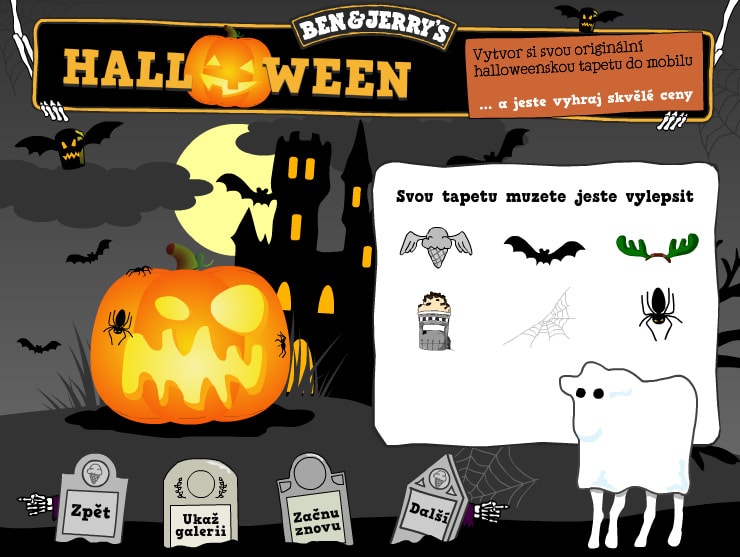 BEN & JERRY'S
HALLOWEEN
Vytvor si svou originální
halloweenskou tapetu do mobilu
... a jeste vyhraj skvělé ceny
Svou tapetu muzete jeste vylepsit
Zpět
Ukaž
galerii
Začnu
znovu
Další